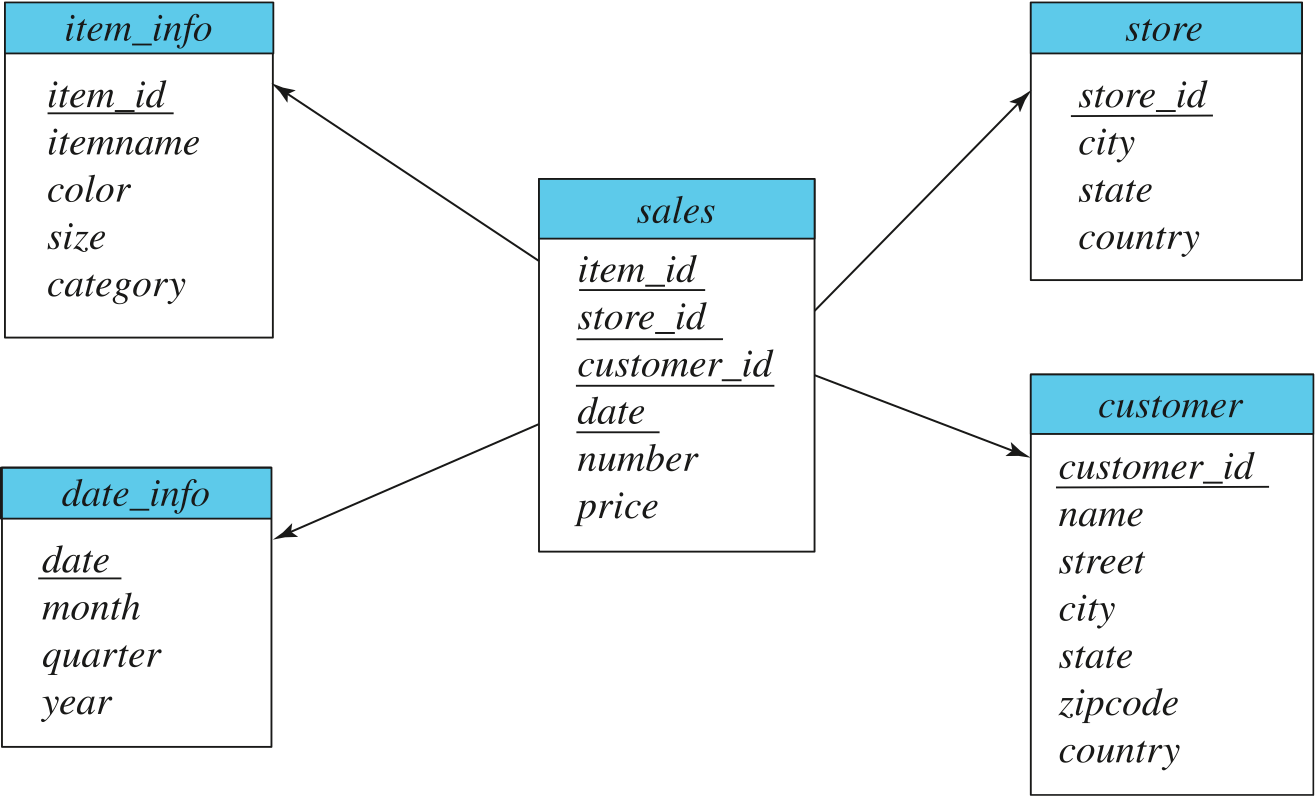 item_info
item_id
itemname
color
size
category
store
store_id
city
state
country
sales
item_id
store_id
customer_id
date
number
price
date_info
date
month
quarter
year
customer
customer_id
name
street
city
state
zipcode
country